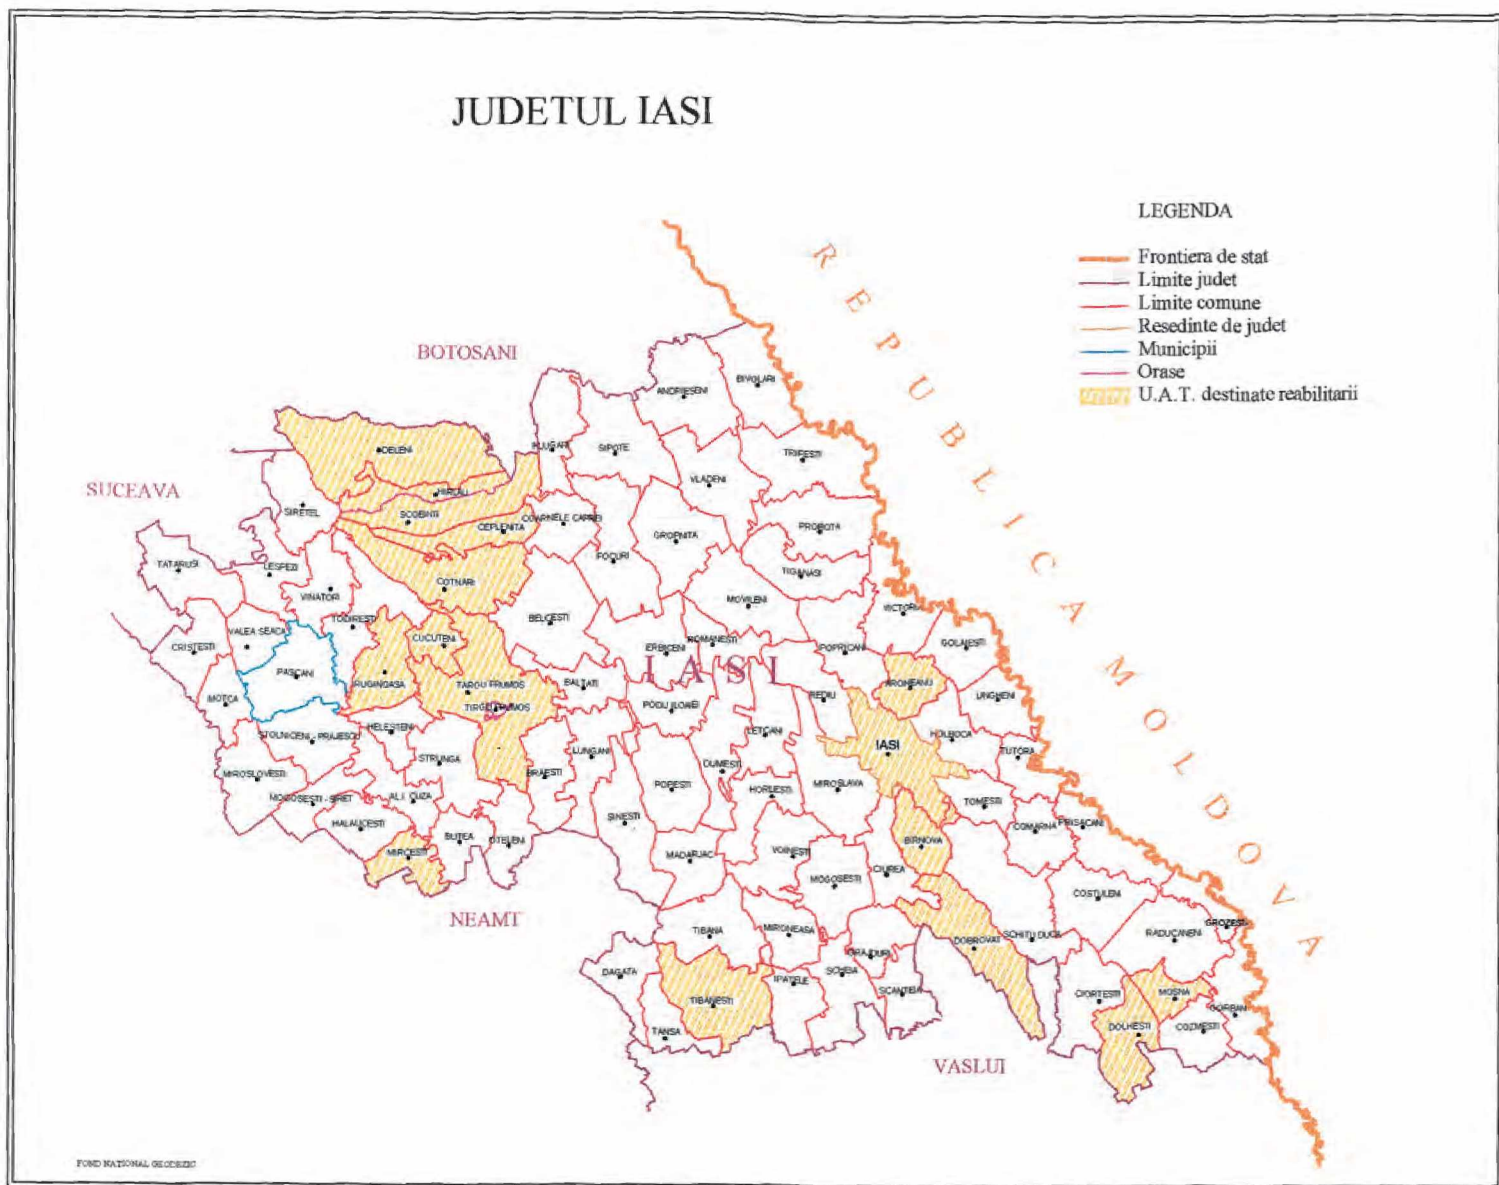 JUDETUL IASI
LEGENDA
Frontiera de stat
Limite judet
Limite comune
Resedinte de judet
Municipii
Orase
U.A.T. destinate reabilitarii
REPUBLICA MOLDOVA
BOTOSANI
SUCEAVA
NEAMT
VASLUI
IASI
ANDRIESENI
BIVOLARI
DELENI
PLUGARI
SIPOTE
TRIFESTI
VLADENI
HIRLAU
SIRETEL
SCOBINTI
CEPLENITA
COARNELE CAPREI
PROBOTA
GROPNITA
FOCURI
TATARUSI
LESPEZI
TIGANASI
COTNARI
VINATORI
MOVILENI
VICTORIA
TODIRESTI
BELCESTI
VALEA SEACA
CUCUTENI
ROMANESTI
GOLAIESTI
CRISTESTI
ERBICENI
POPRICANI
PASCANI
RUGINOASA
TARGU FRUMOS
BALTATI
ARONEANU
MOTCA
REDIU
UNGHENI
TIRGU FRUMOS
PODU ILOAIEI
HELESTENI
LETCANI
STOLNICENI - PRAJESCU
HOLBOCA
IASI
TUTORA
LUNGANI
STRUNGA
DUMESTI
MIROSLOVESTI
BRAESTI
POPESTI
HORLESTI
MIROSLAVA
MOGOSESTI - SIRET
AL.I. CUZA
TOMESTI
HALAUCESTI
SINESTI
COMARNA
PRISACANI
BUTEA
OTELENI
BIRNOVA
MIRCESTI
MADARJAC
VOINESTI
CIUREA
MOGOSESTI
COSTULENI
GROZESTI
TIBANA
MIRONEASA
SCHITU DUCA
RADUCANENI
DOBROVAT
GRAJDURI
DAGATA
SCHEIA
IPATELE
SCANTEIA
CIORTESTI
MOSNA
TIBANESTI
GORBAN
TANSA
DOLHESTI
COZMESTI
FOND NATIONAL GEODEZIC